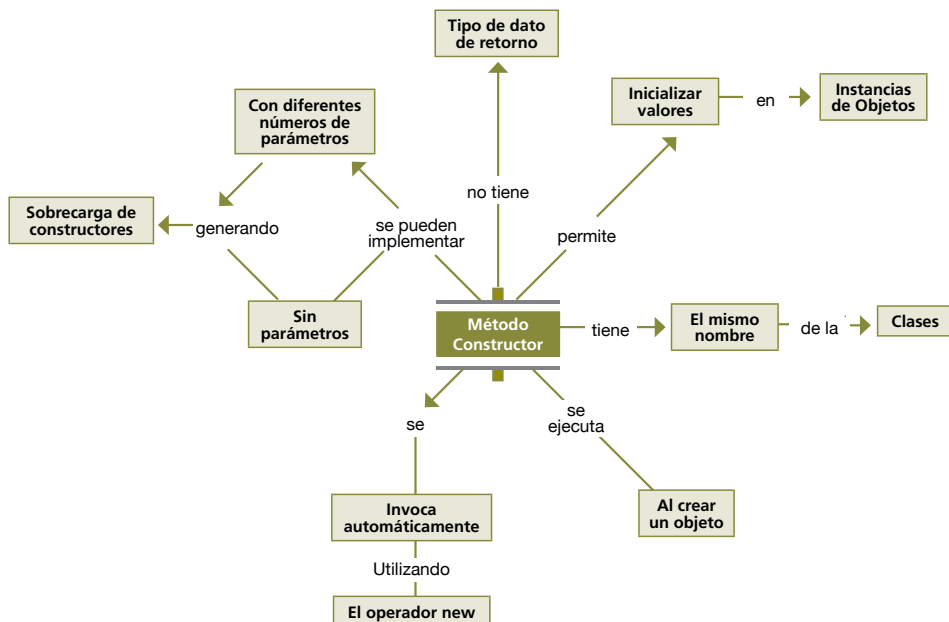 Tipo de dato
de retorno
Con diferentes
números de
parámetros
Inicializar
valores
en
Instancias
de Objetos
no tiene
Sobrecarga de
constructores
generando
se pueden
implementar
permite
Sin
parámetros
Método
Constructor
tiene
El mismo
nombre
de la
Clases
se
se
ejecuta
Invoca
automáticamente
Al crear
un objeto
Utilizando
El operador new